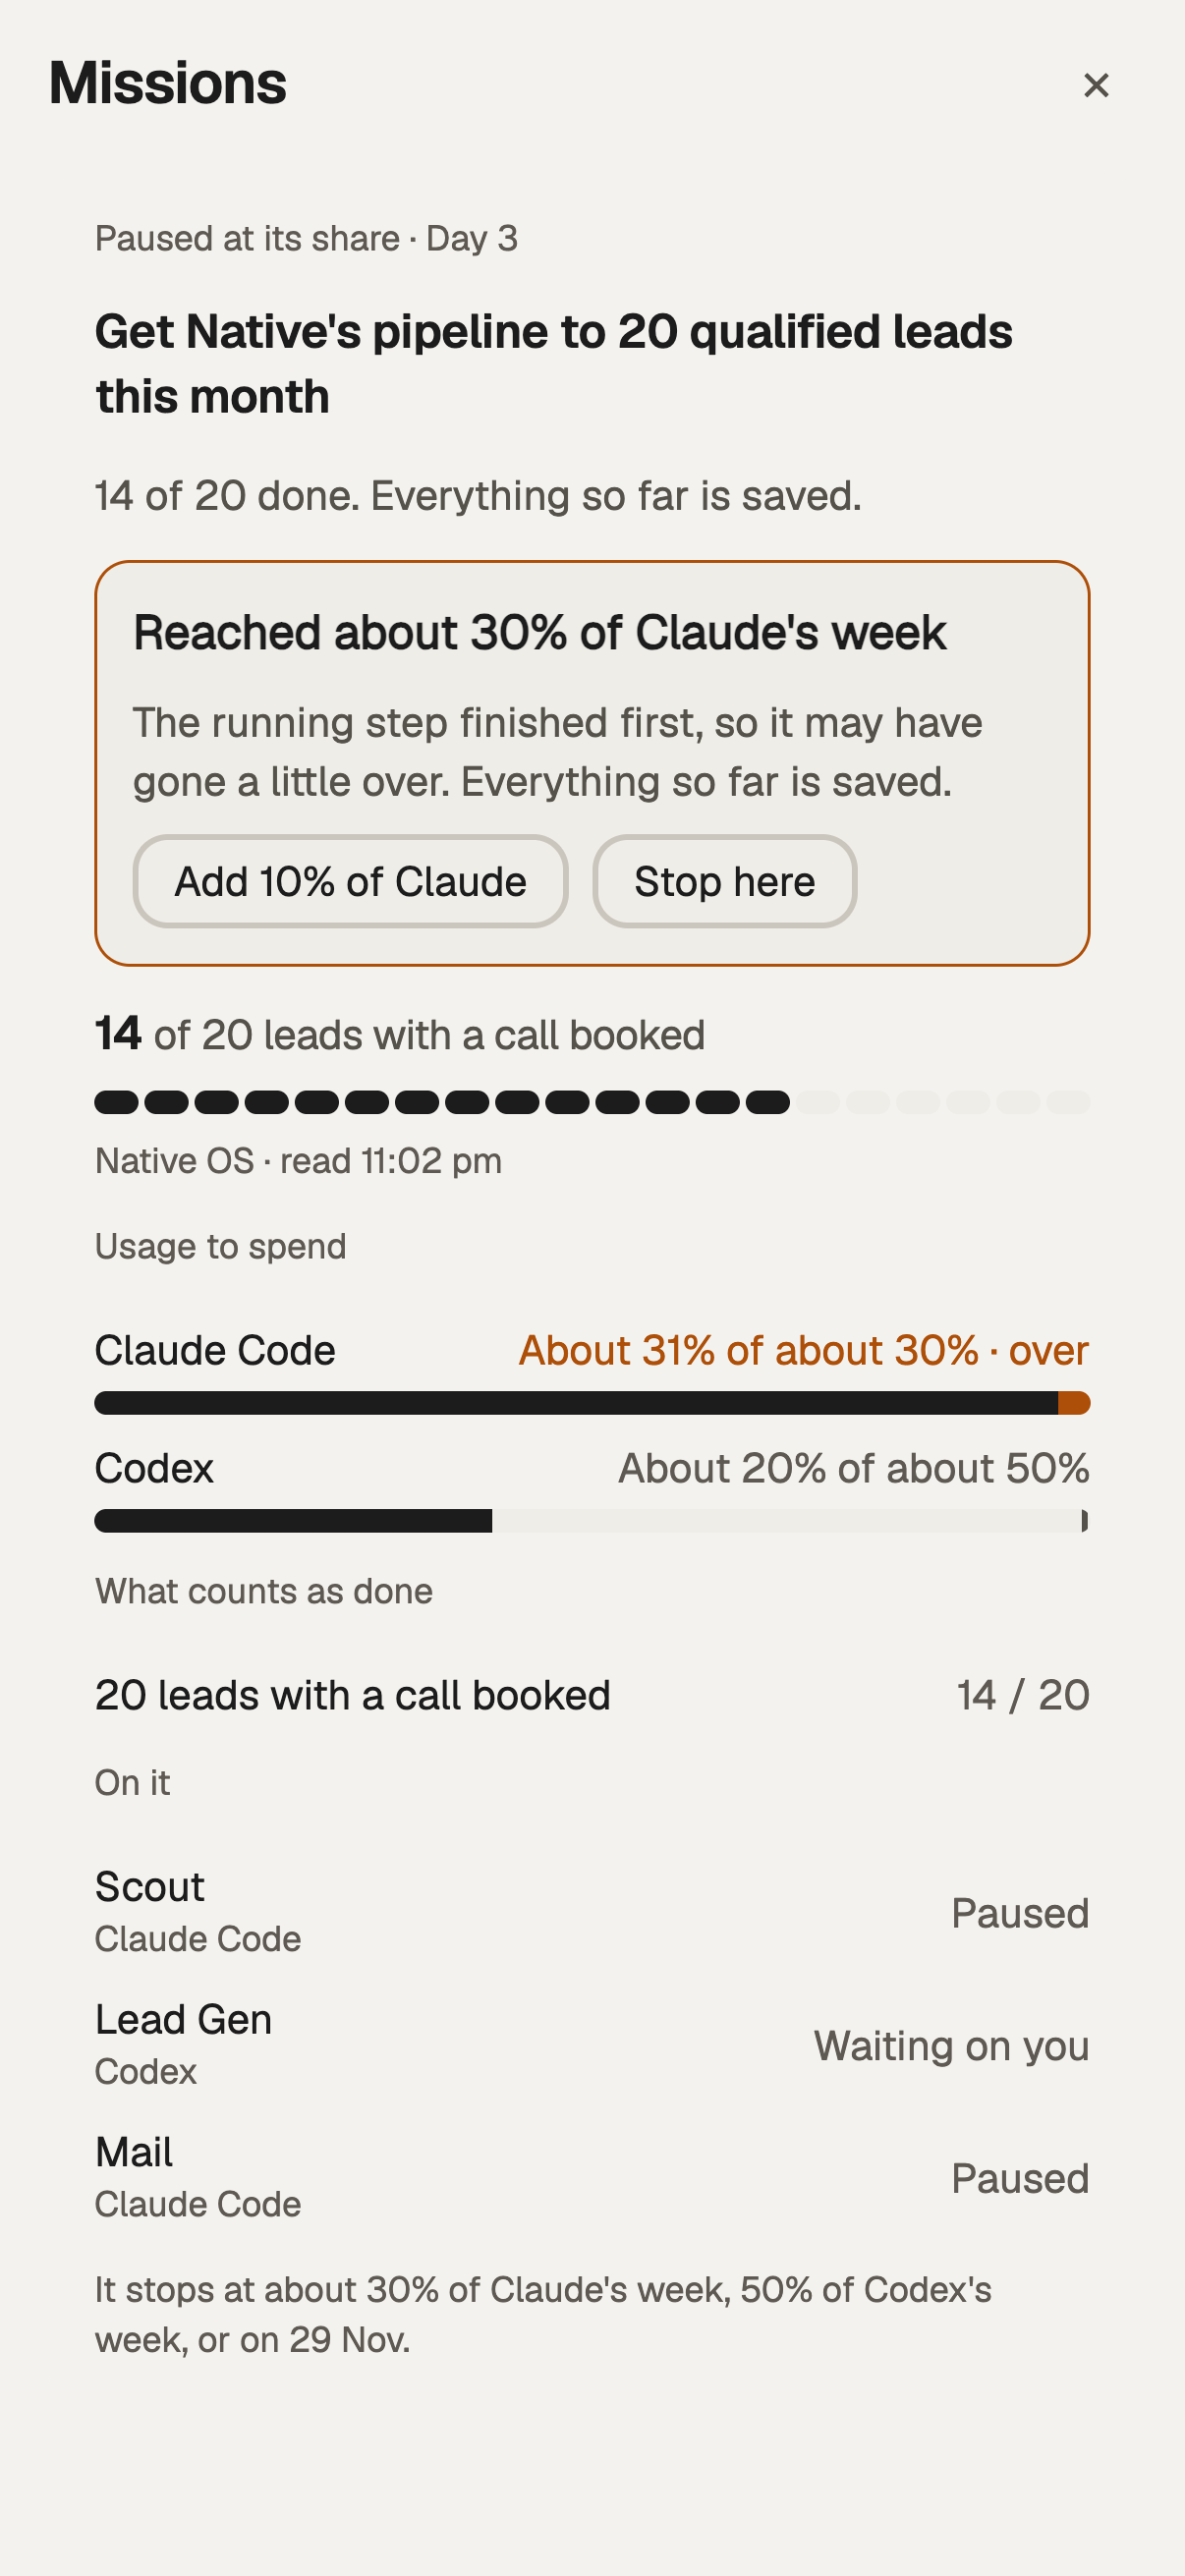 Missions
×
Paused at its share · Day 3
Get Native's pipeline to 20 qualified leads
this month
14 of 20 done. Everything so far is saved.
Reached about 30% of Claude's week
The running step finished first, so it may have
gone a little over. Everything so far is saved.
Add 10% of Claude
Stop here
14 of 20 leads with a call booked
Native OS · read 11:02 pm
Usage to spend
Claude Code About 31% of about 30% · over
Codex About 20% of about 50%
What counts as done
20 leads with a call booked 14 / 20
On it
Scout
Claude Code
Paused
Lead Gen
Codex
Waiting on you
Mail
Claude Code
Paused
It stops at about 30% of Claude's week, 50% of Codex's
week, or on 29 Nov.